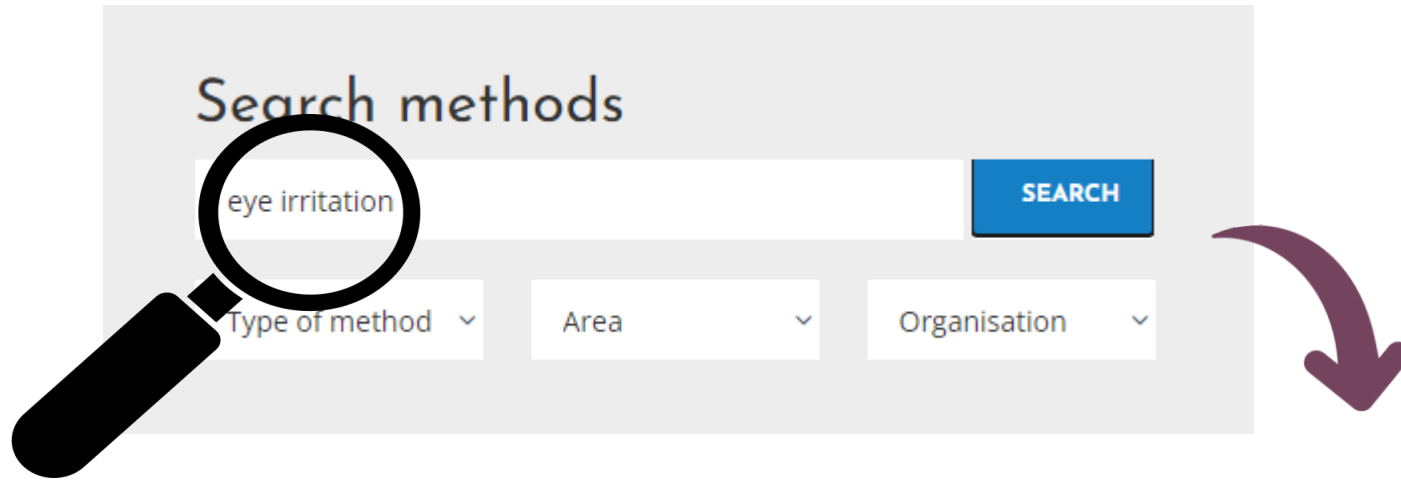 Search methods
eye irritation
SEARCH
Type of method
Area
Organisation